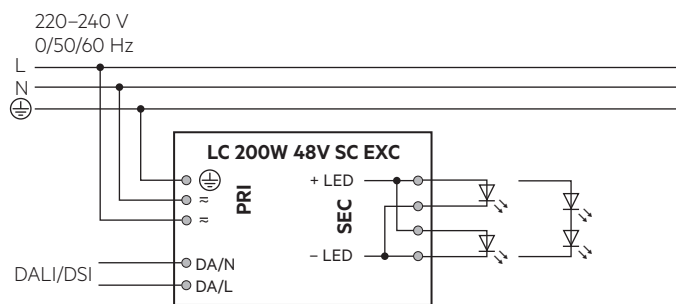 220–240 V
0/50/60 Hz
L
N
LC 200W 48V SC EXC
PRI
≂
≂
+ LED
SEC
– LED
DALI/DSI
DA/N
DA/L